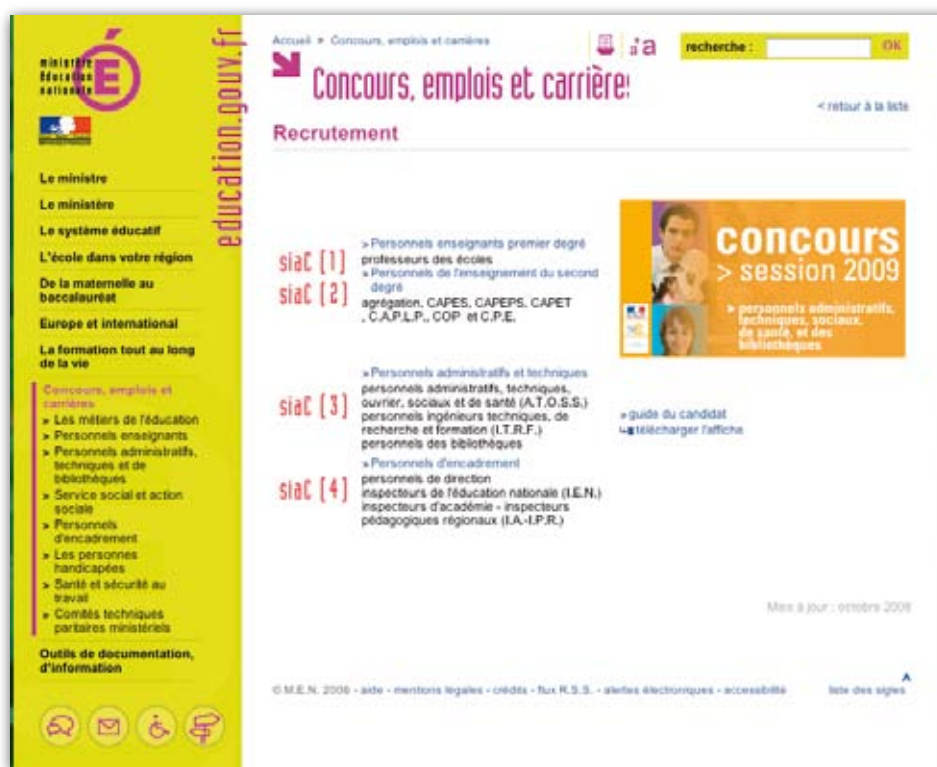 ministère
éducation
nationale
É
education.gouv.fr
Le ministre
Le ministère
Le système éducatif
L'école dans votre région
De la maternelle au
baccalauréat
Europe et international
La formation tout au long
de la vie
Concours, emplois et
carrières
» Les métiers de l'éducation
» Personnels enseignants
» Personnels administratifs,
techniques et de
bibliothèques
» Service social et action
sociale
» Personnels
d'encadrement
» Les personnes
handicapées
» Santé et sécurité au
travail
» Comités techniques
paritaires ministériels
Outils de documentation,
d'information
Accueil » Concours, emplois et carrières
a a
recherche :
OK
Concours, emplois et carrières
< retour à la liste
Recrutement
siac [1]
> Personnels enseignants premier degré
professeurs des écoles
siac [2]
» Personnels de l'enseignement du second
degré
agrégation, CAPES, CAPEPS, CAPET
, C.A.P.L.P., COP et C.P.E.
siac [3]
» Personnels administratifs et techniques
personnels administratifs, techniques,
ouvrier, sociaux et de santé (A.T.O.S.S.)
personnels ingénieurs techniques, de
recherche et formation (I.T.R.F.)
personnels des bibliothèques
siac [4]
» Personnels d'encadrement
personnels de direction
inspecteurs de l'éducation nationale (I.E.N.)
inspecteurs d'académie - inspecteurs
pédagogiques régionaux (I.A.-I.P.R.)
concours
> session 2009
> personnels administratifs,
techniques, sociaux,
de santé, et des
bibliothèques
» guide du candidat
télécharger l'affiche
Mise à jour : octobre 2008
© M.E.N. 2008 - aide - mentions légales - crédits - flux R.S.S. - alertes électroniques - accessibilité
liste des sigles